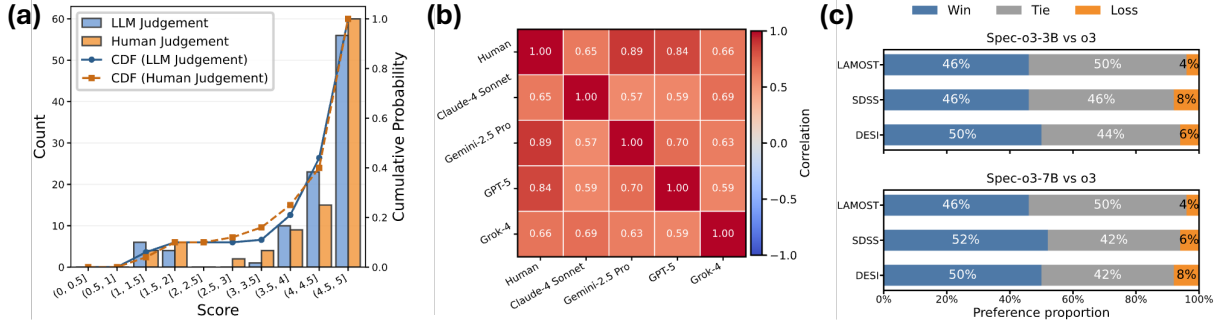 (a)
LLM Judgement
Human Judgement
CDF (LLM Judgement)
CDF (Human Judgement)
Count
60
50
40
30
20
10
0
1.0
0.8
0.6
0.4
0.2
0.0
Cumulative Probability
(0, 0.5]
(0.5, 1]
(1, 1.5]
(1.5, 2]
(2, 2.5]
(2.5, 3]
(3, 3.5]
(3.5, 4]
(4, 4.5]
(4.5, 5]
Score
(b)
Human 1.00 0.65 0.89 0.84 0.66
Claude-4 Sonnet 0.65 1.00 0.57 0.59 0.69
Gemini-2.5 Pro 0.89 0.57 1.00 0.70 0.63
GPT-5 0.84 0.59 0.70 1.00 0.59
Grok-4 0.66 0.69 0.63 0.59 1.00
Human
Claude-4 Sonnet
Gemini-2.5 Pro
GPT-5
Grok-4
1.0
0.5
0.0
−0.5
−1.0
Correlation
(c)
Win Tie Loss
Spec-o3-3B vs o3
LAMOST 46% 50% 4%
SDSS 46% 46% 8%
DESI 50% 44% 6%
Spec-o3-7B vs o3
LAMOST 46% 50% 4%
SDSS 52% 42% 6%
DESI 50% 42% 8%
0% 20% 40% 60% 80% 100%
Preference proportion